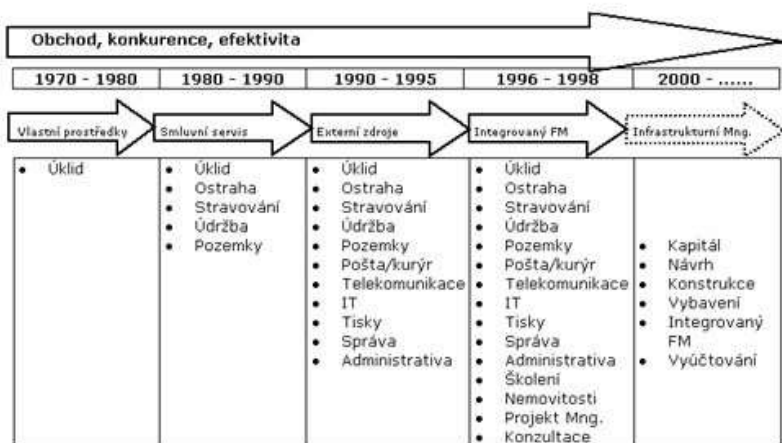 Obchod, konkurence, efektivita
1970 - 1980
1980 - 1990
1990 - 1995
1996 - 1998
2000 - ......
Vlastní prostředky
Smluvní servis
Externí zdroje
Integrovaný FM
Infrastrukturní Mng.
• Úklid
• Úklid
• Ostraha
• Stravování
• Údržba
• Pozemky
• Úklid
• Ostraha
• Stravování
• Údržba
• Pozemky
• Pošta/kurýr
• Telekomunikace
• IT
• Tisky
• Správa
• Administrativa
• Úklid
• Ostraha
• Stravování
• Údržba
• Pozemky
• Pošta/kurýr
• Telekomunikace
• IT
• Tisky
• Správa
• Administrativa
• Školení
• Nemovitosti
• Projekt Mng.
• Konzultace
• Kapitál
• Návrh
• Konstrukce
• Vybavení
• Integrovaný
FM
• Vyúčtování